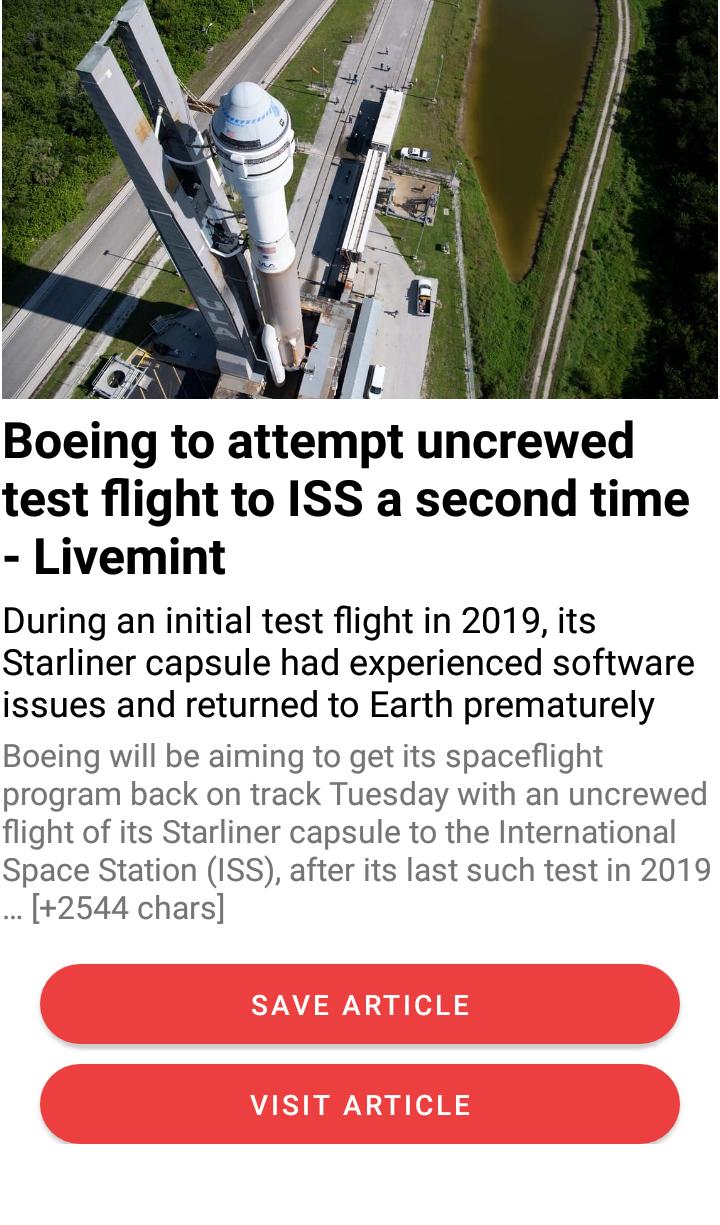 Boeing to attempt uncrewed
test flight to ISS a second time
- Livemint
During an initial test flight in 2019, its
Starliner capsule had experienced software
issues and returned to Earth prematurely
Boeing will be aiming to get its spaceflight
program back on track Tuesday with an uncrewed
flight of its Starliner capsule to the International
Space Station (ISS), after its last such test in 2019
… [+2544 chars]
SAVE ARTICLE
VISIT ARTICLE